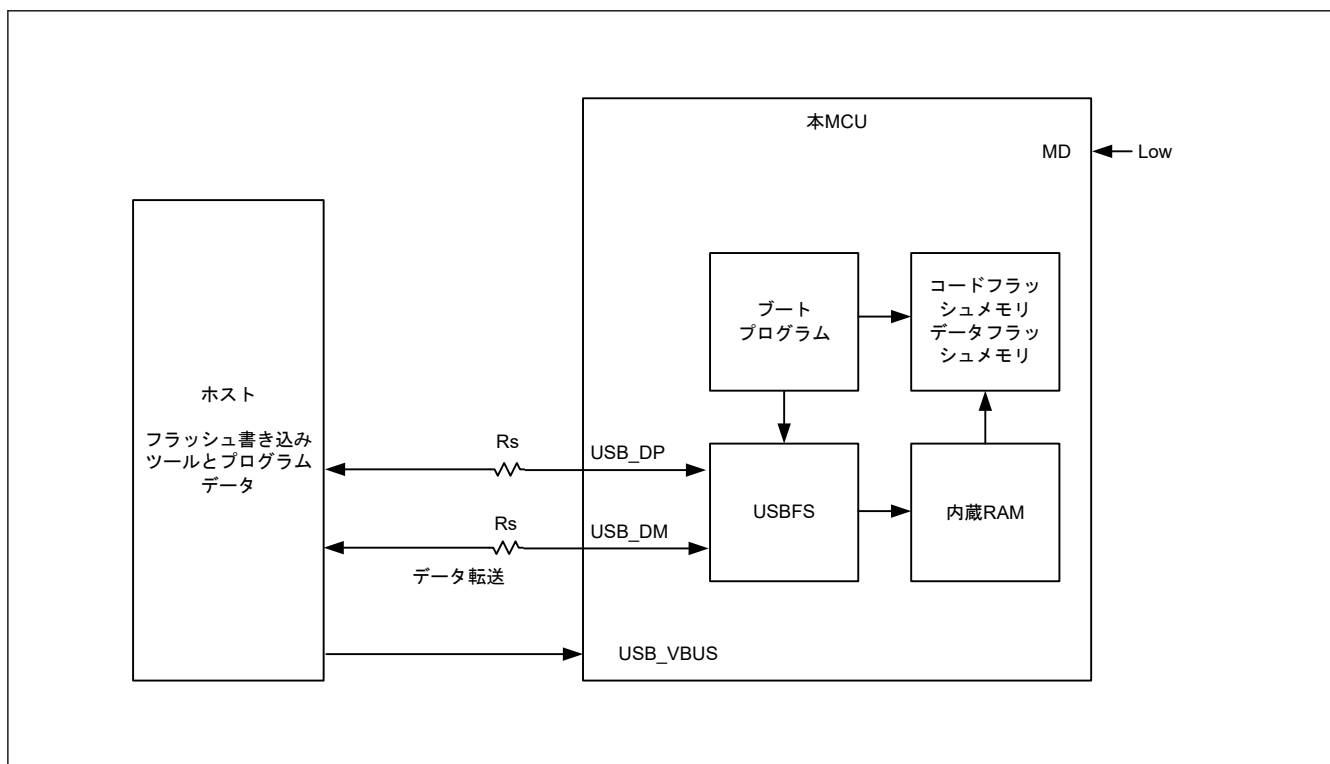 本MCU
MD
Low
コードフラッ
シュメモリ
データフラッ
シュメモリ
ブート
プログラム
ホスト
フラッシュ書き込み
ツールとプログラム
データ
Rs
USB_DP
USBFS
内蔵RAM
Rs
USB_DM
データ転送
USB_VBUS